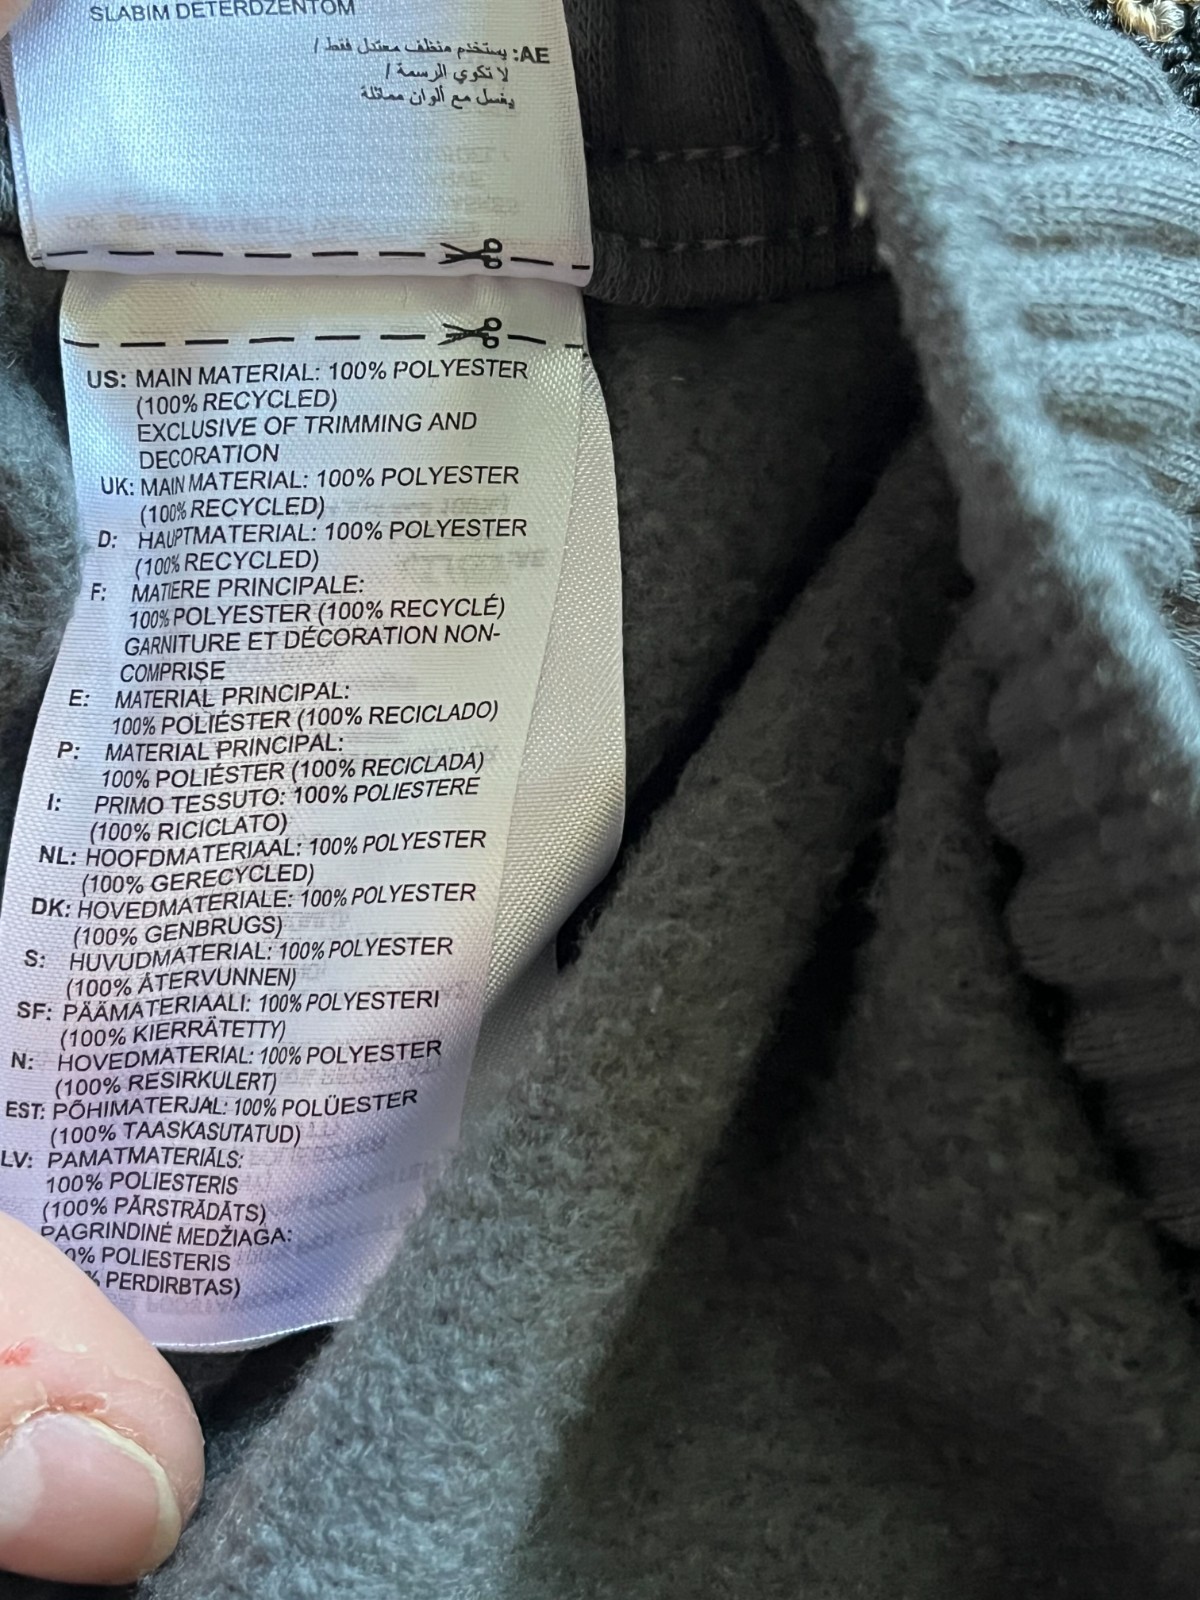 SLABIM DETERDŽENTOM
AE: يستخدم منظف معتدل فقط /
لا تكوي الرسمة /
يغسل مع ألوان مماثلة
US: MAIN MATERIAL: 100% POLYESTER
(100% RECYCLED)
EXCLUSIVE OF TRIMMING AND
DECORATION
UK: MAIN MATERIAL: 100% POLYESTER
(100% RECYCLED)
D: HAUPTMATERIAL: 100% POLYESTER
(100% RECYCLED)
F: MATIERE PRINCIPALE:
100% POLYESTER (100% RECYCLÉ)
GARNITURE ET DÉCORATION NON-
COMPRISE
E: MATERIAL PRINCIPAL:
100% POLIÉSTER (100% RECICLADO)
P: MATERIAL PRINCIPAL:
100% POLIÉSTER (100% RECICLADA)
I: PRIMO TESSUTO: 100% POLIESTERE
(100% RICICLATO)
NL: HOOFDMATERIAAL: 100% POLYESTER
(100% GERECYCLED)
DK: HOVEDMATERIALE: 100% POLYESTER
(100% GENBRUGS)
S: HUVUDMATERIAL: 100% POLYESTER
(100% ÅTERVUNNEN)
SF: PÄÄMATERIAALI: 100% POLYESTERI
(100% KIERRÄTETTY)
N: HOVEDMATERIAL: 100% POLYESTER
(100% RESIRKULERT)
EST: PÕHIMATERJAL: 100% POLÜESTER
(100% TAASKASUTATUD)
LV: PAMATMATERIĀLS:
100% POLIESTERIS
(100% PĀRSTRĀDĀTS)
PAGRINDINĖ MEDŽIAGA:
0% POLIESTERIS
% PERDIRBTAS)